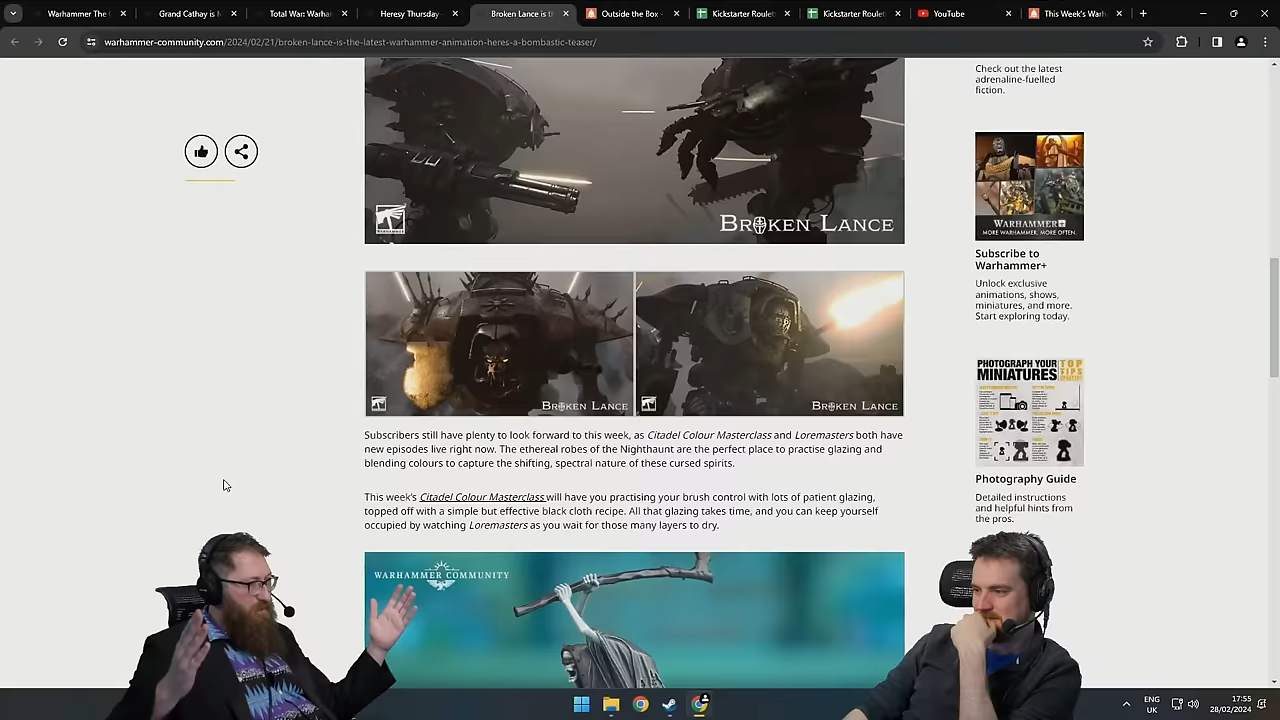 Warhammer The
Grand Cathay is
Total War: Warham
Heresy Thursday
Broken Lance is t
Outside the Box -
Kickstarter Roulet
Kickstarter Roulet
YouTube
This Week's Warh
warhammer-community.com/2024/02/21/broken-lance-is-the-latest-warhammer-animation-heres-a-bombastic-teaser/
Check out the latest
adrenaline-fuelled
fiction.
BROKEN LANCE
WARHAMMER+
MORE WARHAMMER. MORE OFTEN.
Subscribe to
Warhammer+
Unlock exclusive
animations, shows,
miniatures, and more.
Start exploring today.
BROKEN LANCE
BROKEN LANCE
PHOTOGRAPH YOUR
MINIATURES
TOP
TIPS
Photography Guide
Detailed instructions
and helpful hints from
the pros.
Subscribers still have plenty to look forward to this week, as Citadel Colour Masterclass and Loremasters both have
new episodes live right now. The ethereal robes of the Nighthaunt are the perfect place to practise glazing and
blending colours to capture the shifting, spectral nature of these cursed spirits.
This week's Citadel Colour Masterclass will have you practising your brush control with lots of patient glazing,
topped off with a simple but effective black cloth recipe. All that glazing takes time, and you can keep yourself
occupied by watching Loremasters as you wait for those many layers to dry.
WARHAMMER COMMUNITY
ENG
UK
17:55
28/02/2024